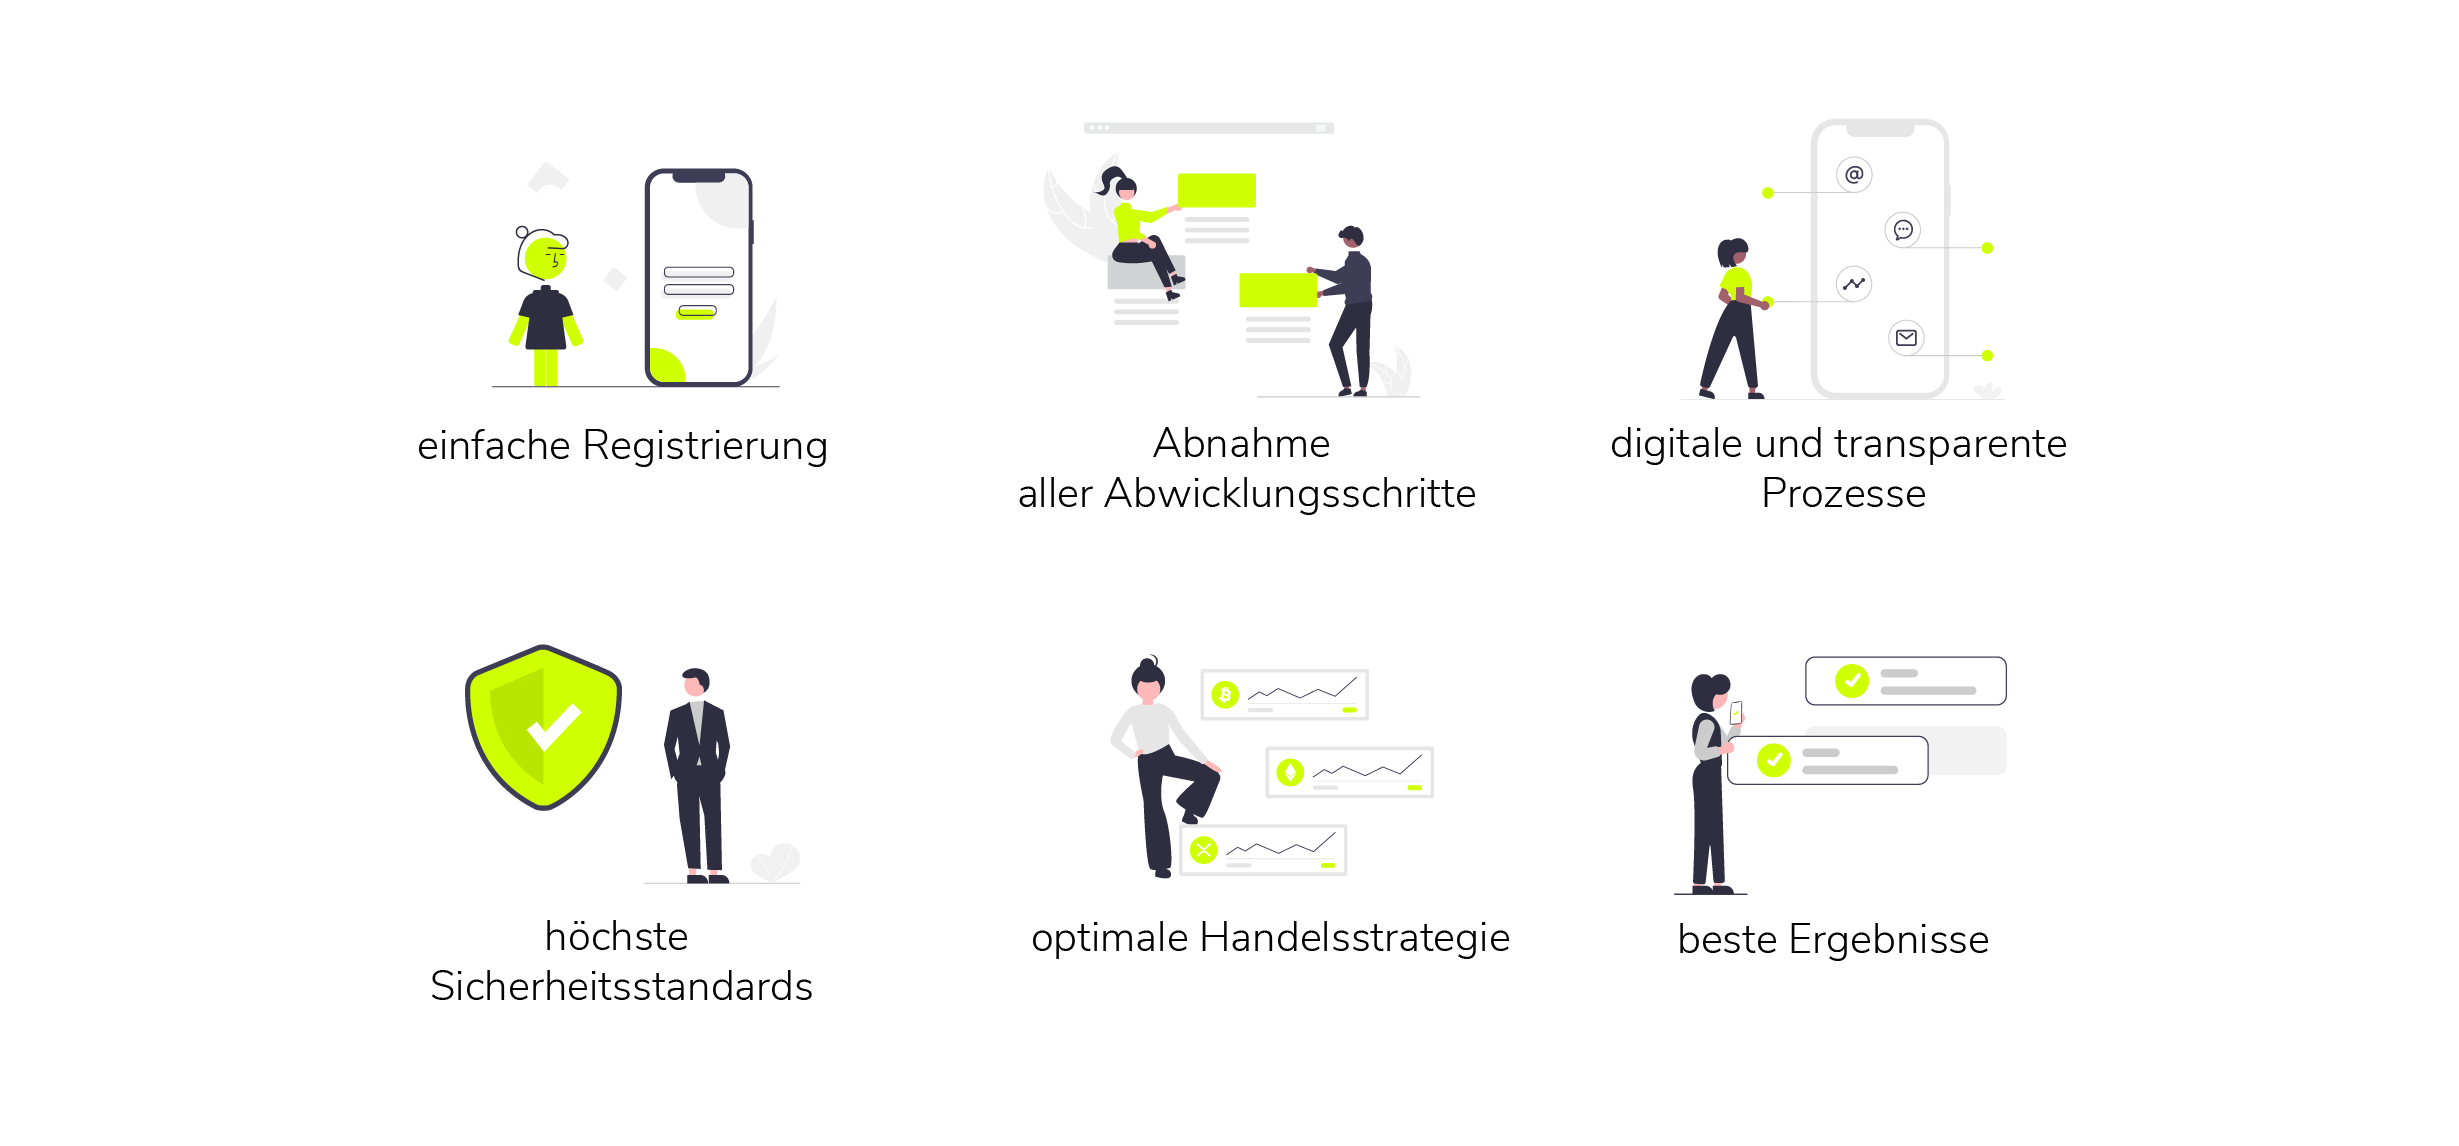 einfache Registrierung
Abnahme
aller Abwicklungsschritte
digitale und transparente
Prozesse
höchste
Sicherheitsstandards
optimale Handelsstrategie
beste Ergebnisse